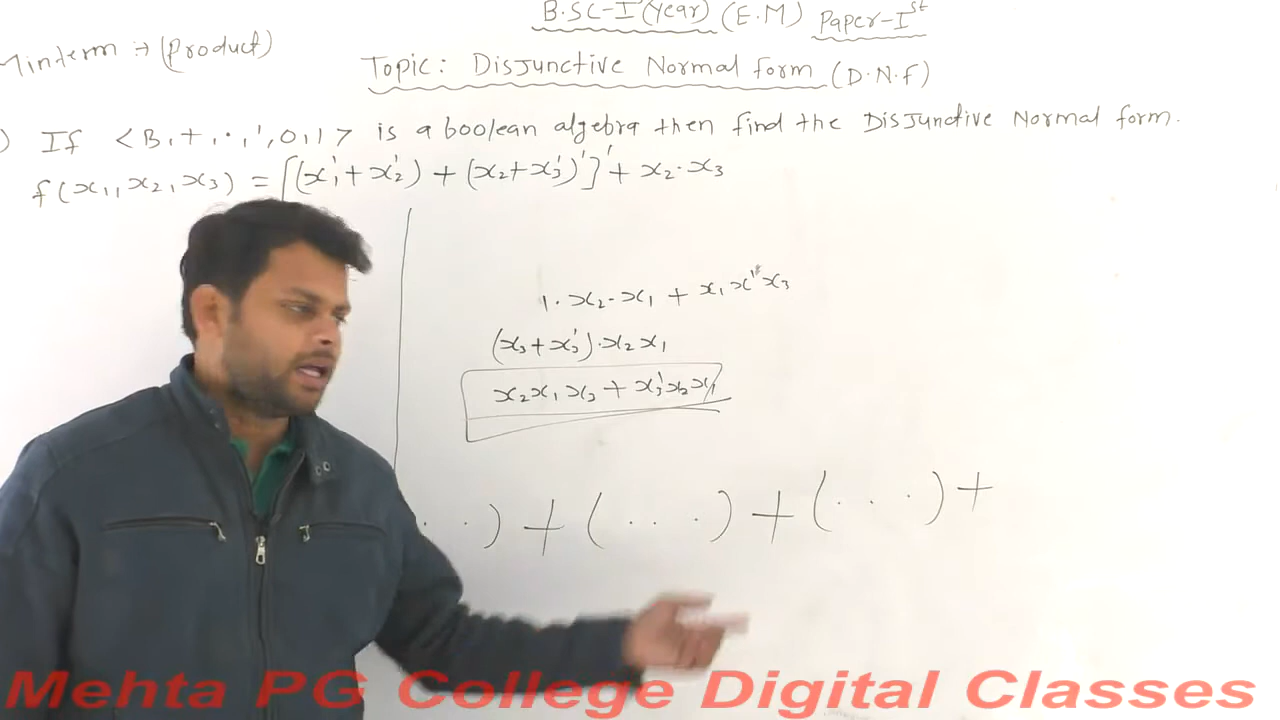 B.SC-I (Year) (E.M) Paper-Ist
Minterm :→ (Product)
Topic: Disjunctive Normal form (D.N.F)
) If <B, +, ·, ', 0, 1> is a boolean algebra then find the Disjunctive Normal form.
f(x₁, x₂, x₃) = [(x₁' + x₂') + (x₂ + x₃')']' + x₂·x₃
1·x₂·x₁ + x₁x''x₃
(x₃ + x₃')·x₂x₁
x₂x₁x₃ + x₃'x₂x₁
· ·) + (· · ·) + (· · ·) +
Mehta PG College Digital Classes